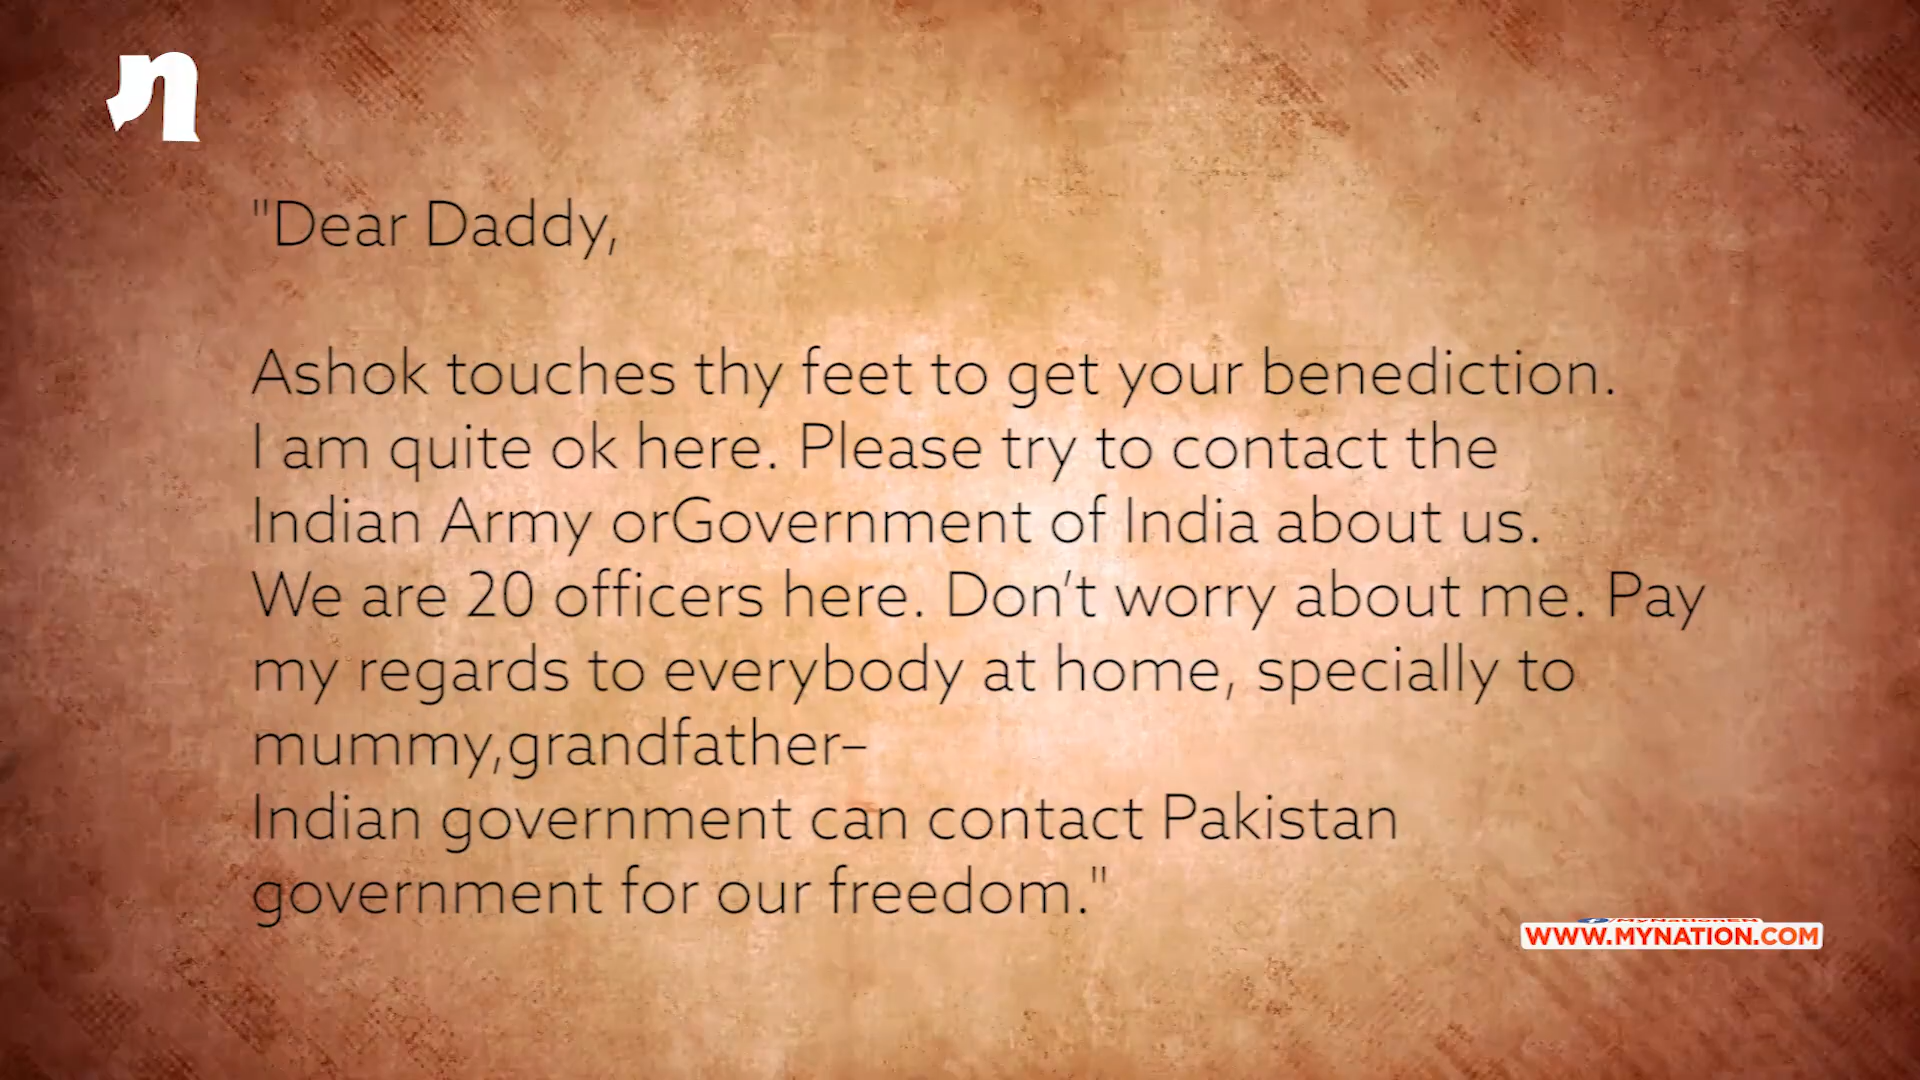 n
"Dear Daddy,
Ashok touches thy feet to get your benediction.
I am quite ok here. Please try to contact the
Indian Army orGovernment of India about us.
We are 20 officers here. Don’t worry about me. Pay
my regards to everybody at home, specially to
mummy,grandfather–
Indian government can contact Pakistan
government for our freedom."
WWW.MYNATION.COM